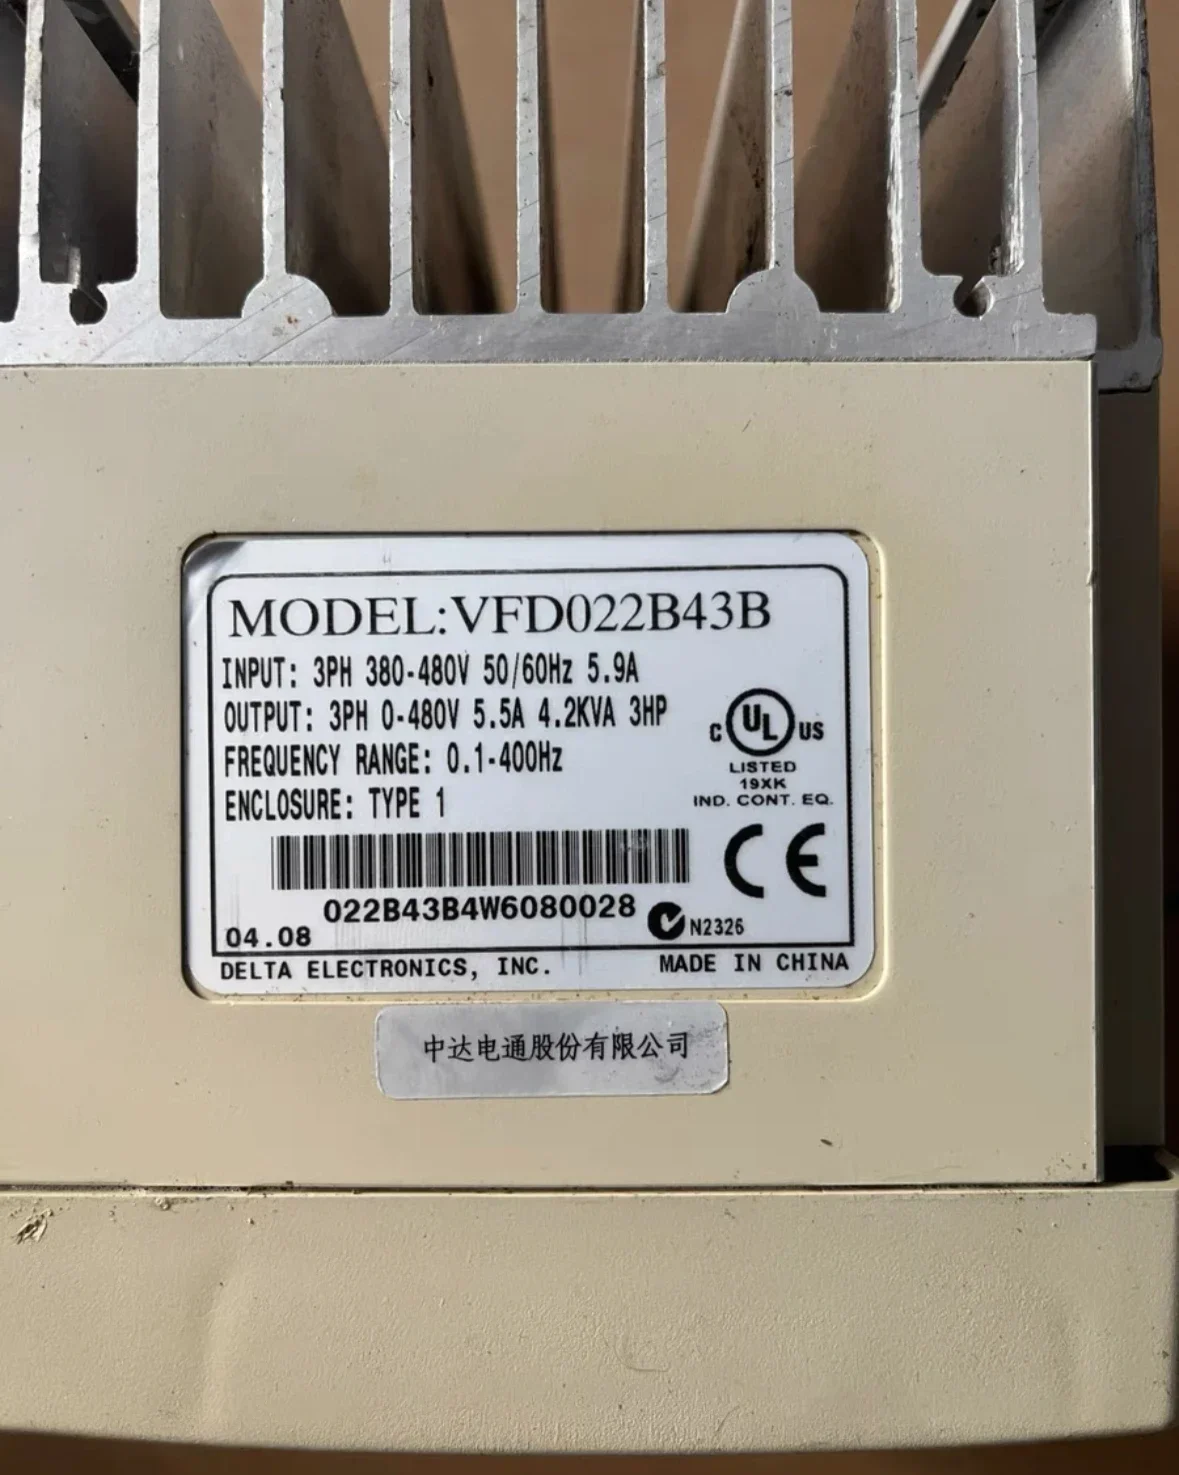 MODEL:VFD022B43B
INPUT: 3PH 380-480V 50/60Hz 5.9A
OUTPUT: 3PH 0-480V 5.5A 4.2KVA 3HP
FREQUENCY RANGE: 0.1-400Hz
ENCLOSURE: TYPE 1
C UL US
LISTED
19XK
IND. CONT. EQ.
CE
022B43B4W6080028
N2326
04.08
DELTA ELECTRONICS, INC. MADE IN CHINA
中达电通股份有限公司